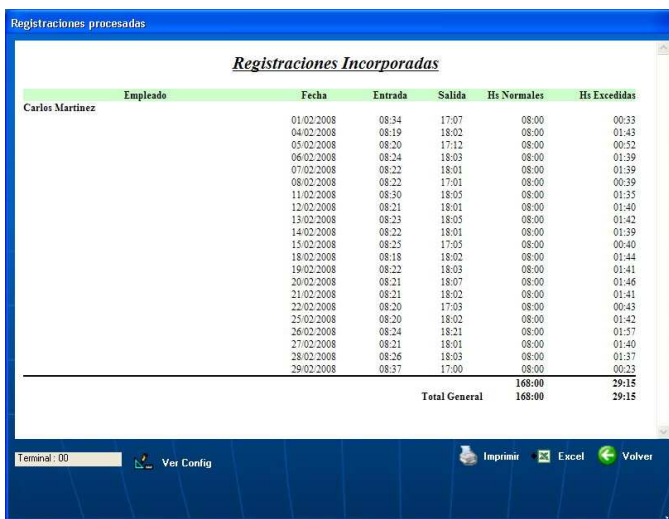 Registraciones procesadas
Registraciones Incorporadas
Empleado Fecha Entrada Salida Hs Normales Hs Excedidas
Carlos Martinez
01/02/2008 08:34 17:07 08:00 00:33
04/02/2008 08:19 18:02 08:00 01:43
05/02/2008 08:20 17:12 08:00 00:52
06/02/2008 08:24 18:03 08:00 01:39
07/02/2008 08:22 18:01 08:00 01:39
08/02/2008 08:22 17:01 08:00 00:39
11/02/2008 08:30 18:05 08:00 01:35
12/02/2008 08:21 18:01 08:00 01:40
13/02/2008 08:23 18:05 08:00 01:42
14/02/2008 08:22 18:01 08:00 01:39
15/02/2008 08:25 17:05 08:00 00:40
18/02/2008 08:18 18:02 08:00 01:44
19/02/2008 08:22 18:03 08:00 01:41
20/02/2008 08:21 18:07 08:00 01:46
21/02/2008 08:21 18:02 08:00 01:41
22/02/2008 08:20 17:03 08:00 00:43
25/02/2008 08:20 18:02 08:00 01:42
26/02/2008 08:24 18:21 08:00 01:57
27/02/2008 08:21 18:01 08:00 01:40
28/02/2008 08:26 18:03 08:00 01:37
29/02/2008 08:37 17:00 08:00 00:23
168:00 29:15
Total General 168:00 29:15
Terminal : 00 Ver Config Imprimir Excel Volver